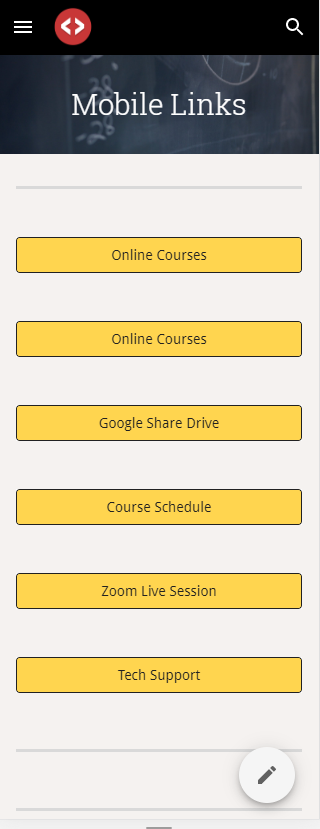 Mobile Links
Online Courses
Online Courses
Google Share Drive
Course Schedule
Zoom Live Session
Tech Support